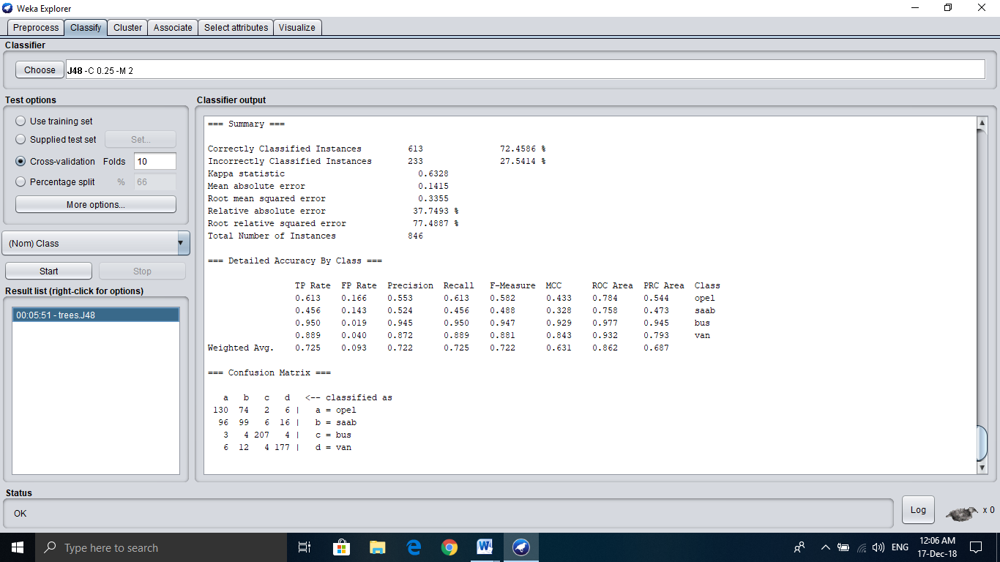 Weka Explorer
Preprocess Classify Cluster Associate Select attributes Visualize
Classifier
Choose J48 -C 0.25 -M 2
Test options
Use training set
Supplied test set Set...
Cross-validation Folds 10
Percentage split % 66
More options...
(Nom) Class
Start Stop
Result list (right-click for options)
00:05:51 - trees.J48
Classifier output
=== Summary ===
Correctly Classified Instances 613 72.4586 %
Incorrectly Classified Instances 233 27.5414 %
Kappa statistic 0.6328
Mean absolute error 0.1415
Root mean squared error 0.3355
Relative absolute error 37.7493 %
Root relative squared error 77.4887 %
Total Number of Instances 846
=== Detailed Accuracy By Class ===
TP Rate FP Rate Precision Recall F-Measure MCC ROC Area PRC Area Class
0.613 0.166 0.553 0.613 0.582 0.433 0.784 0.544 opel
0.456 0.143 0.524 0.456 0.488 0.328 0.758 0.473 saab
0.950 0.019 0.945 0.950 0.947 0.929 0.977 0.945 bus
0.889 0.040 0.872 0.889 0.881 0.843 0.932 0.793 van
Weighted Avg. 0.725 0.093 0.722 0.725 0.722 0.631 0.862 0.687
=== Confusion Matrix ===
a b c d <-- classified as
130 74 2 6 | a = opel
96 99 6 16 | b = saab
3 4 207 4 | c = bus
6 12 4 177 | d = van
Status
OK
Log
x 0
Type here to search
ENG
12:06 AM
17-Dec-18